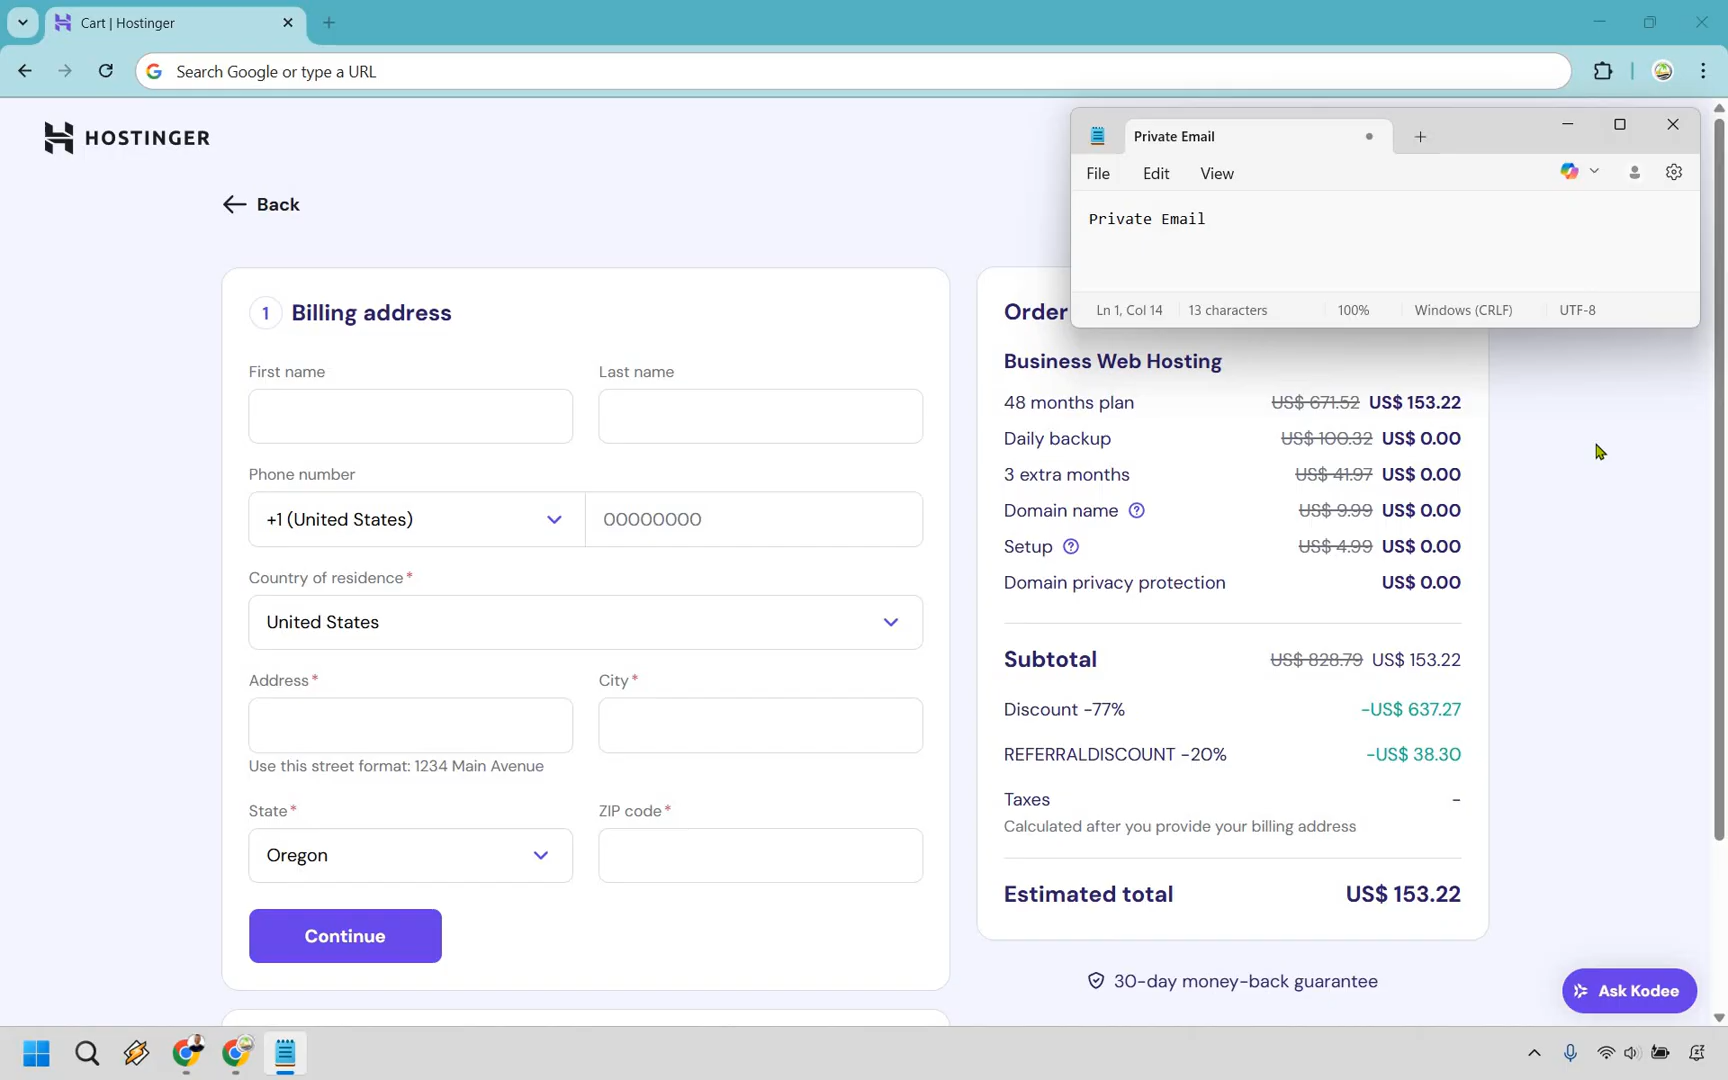 Cart | Hostinger
Search Google or type a URL
HOSTINGER
Back
Private Email
File Edit View
Private Email
Ln 1, Col 14 13 characters 100% Windows (CRLF) UTF-8
1 Billing address
First name Last name
Phone number
+1 (United States) 00000000
Country of residence*
United States
Address* City*
Use this street format: 1234 Main Avenue
State* ZIP code*
Oregon
Continue
Order
Business Web Hosting
48 months plan US$ 671.52 US$ 153.22
Daily backup US$ 100.32 US$ 0.00
3 extra months US$ 41.97 US$ 0.00
Domain name US$ 9.99 US$ 0.00
Setup US$ 4.99 US$ 0.00
Domain privacy protection US$ 0.00
Subtotal US$ 828.79 US$ 153.22
Discount -77% -US$ 637.27
REFERRALDISCOUNT -20% -US$ 38.30
Taxes -
Calculated after you provide your billing address
Estimated total US$ 153.22
30-day money-back guarantee
Ask Kodee